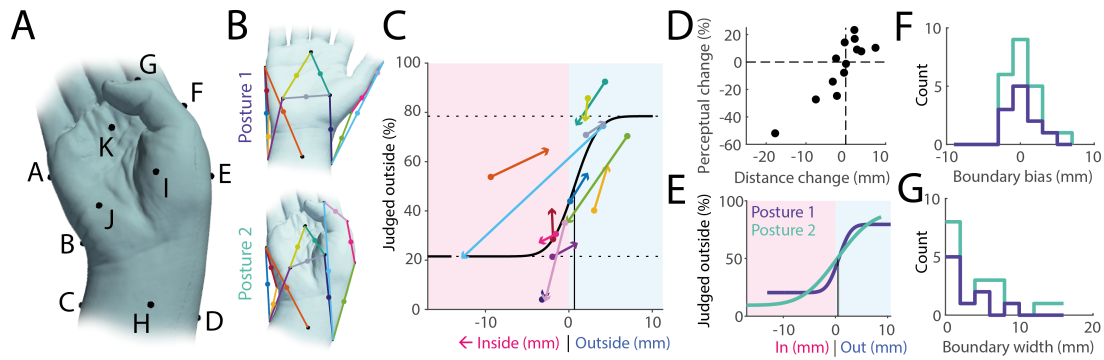 A
G
F
K
A
I
E
J
B
C
H
D
B
Posture 1
Posture 2
C
Judged outside (%)
100
80
60
40
20
0
-10
0
10
← Inside (mm) | Outside (mm)
D
Perceptual change (%)
20
0
-20
-40
-60
-20
-10
0
10
Distance change (mm)
E
Judged outside (%)
100
50
0
Posture 1
Posture 2
-10
0
10
In (mm) | Out (mm)
F
Count
10
5
0
-10
0
10
Boundary bias (mm)
G
Count
10
5
0
0
10
20
Boundary width (mm)